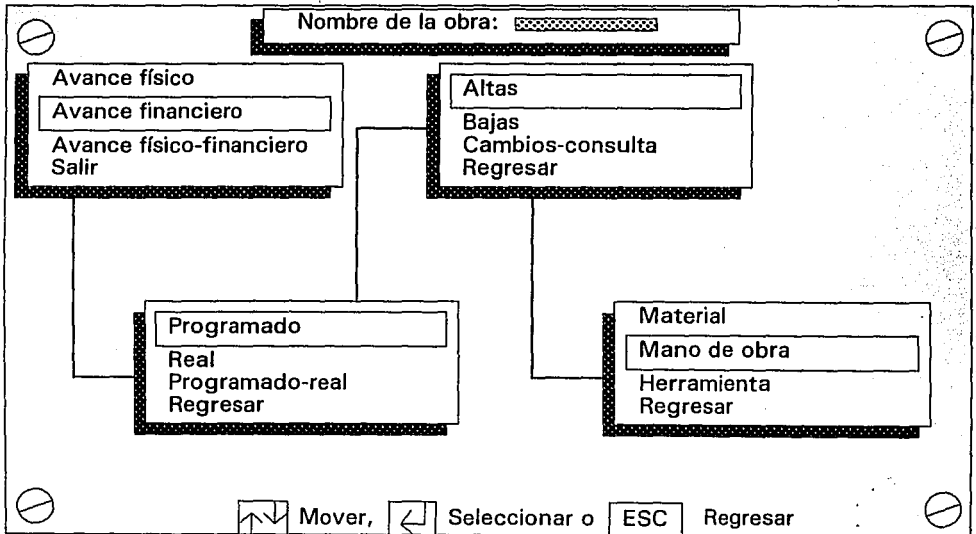 Nombre de la obra:
Avance físico
Avance financiero
Avance físico-financiero
Salir
Altas
Bajas
Cambios-consulta
Regresar
Programado
Real
Programado-real
Regresar
Material
Mano de obra
Herramienta
Regresar
Mover, Seleccionar o ESC Regresar